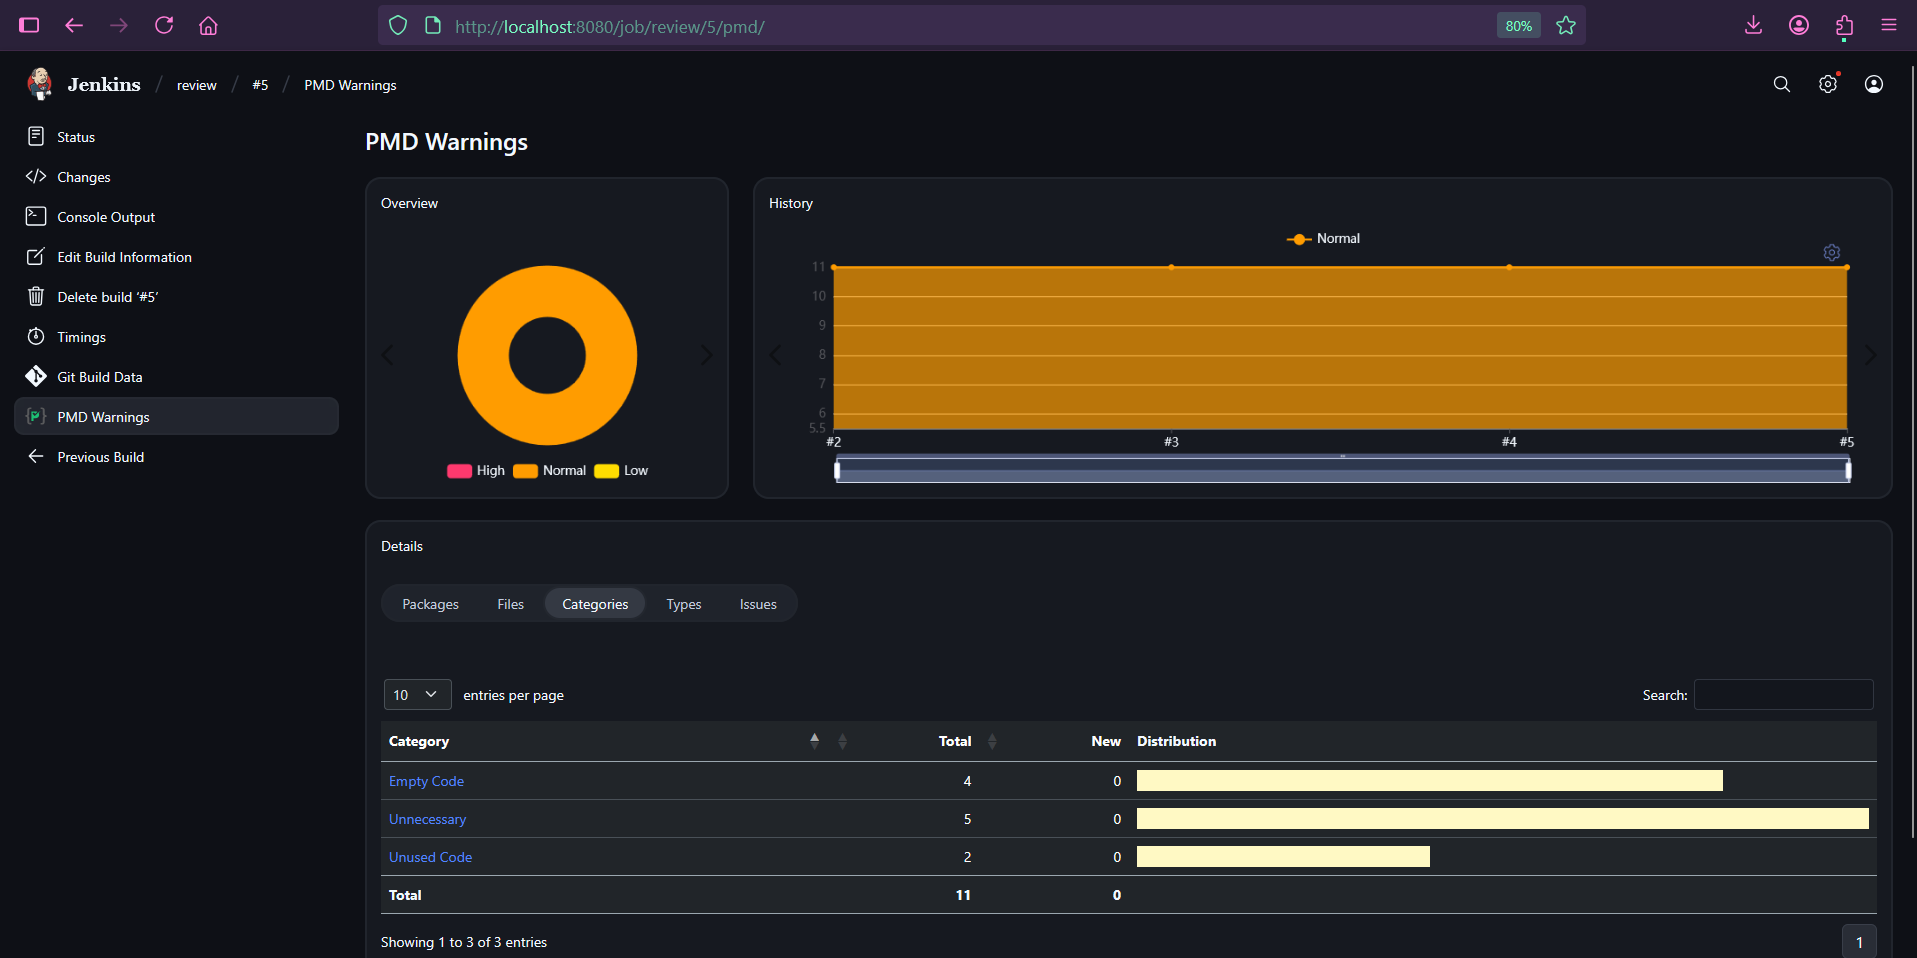 http://localhost:8080/job/review/5/pmd/
80%
Jenkins / review / #5 / PMD Warnings
Status
Changes
Console Output
Edit Build Information
Delete build ‘#5’
Timings
Git Build Data
PMD Warnings
Previous Build
PMD Warnings
Overview
High Normal Low
History
Normal
11
10
9
8
7
6
5.5
#2 #3 #4 #5
Details
Packages Files Categories Types Issues
10 entries per page
Search:
Category Total New Distribution
Empty Code 4 0
Unnecessary 5 0
Unused Code 2 0
Total 11 0
Showing 1 to 3 of 3 entries
1